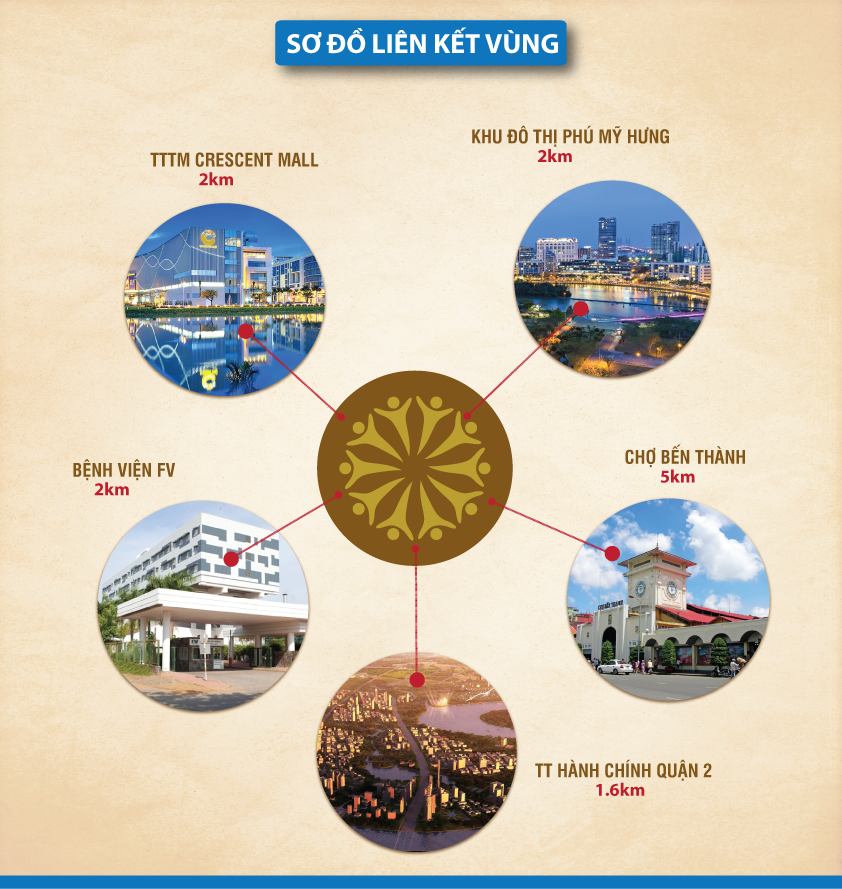 SƠ ĐỒ LIÊN KẾT VÙNG
KHU ĐÔ THỊ PHÚ MỸ HƯNG
2km
TTTM CRESCENT MALL
2km
BỆNH VIỆN FV
2km
CHỢ BẾN THÀNH
5km
TT HÀNH CHÍNH QUẬN 2
1.6km